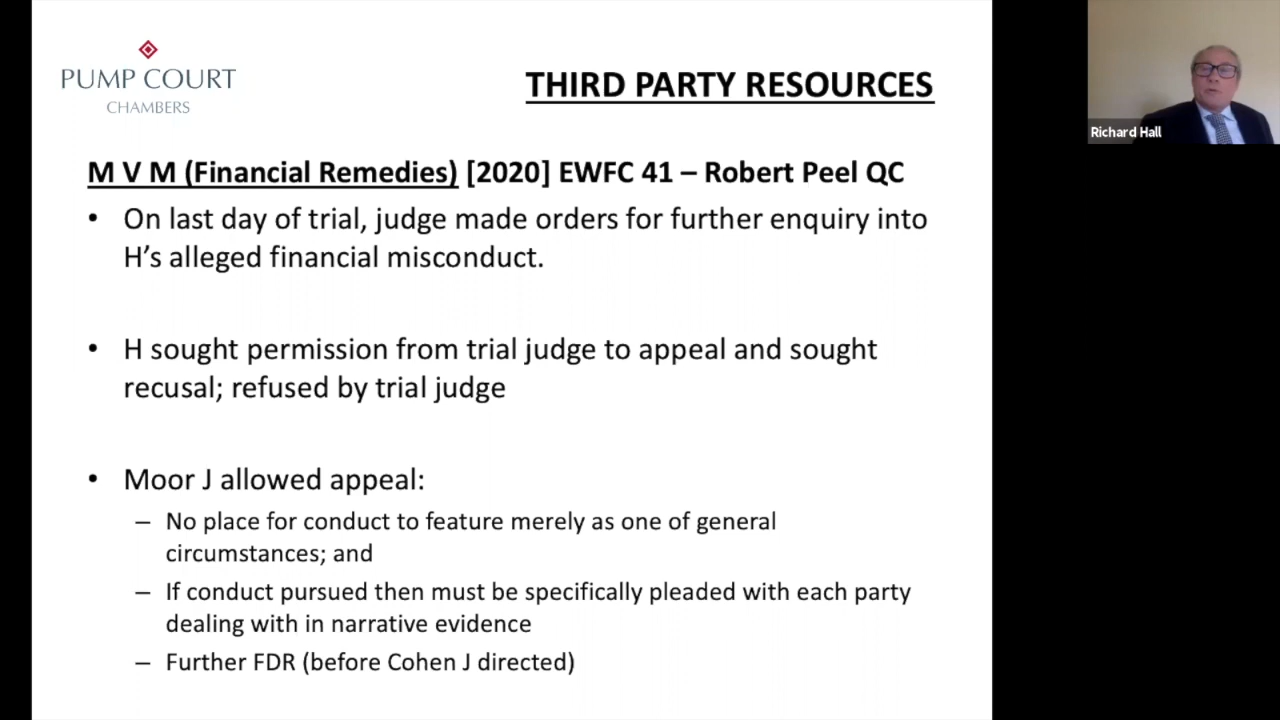 PUMP COURT
CHAMBERS
THIRD PARTY RESOURCES
Richard Hall
M V M (Financial Remedies) [2020] EWFC 41 – Robert Peel QC
• On last day of trial, judge made orders for further enquiry into
H’s alleged financial misconduct.
• H sought permission from trial judge to appeal and sought
recusal; refused by trial judge
• Moor J allowed appeal:
– No place for conduct to feature merely as one of general
circumstances; and
– If conduct pursued then must be specifically pleaded with each party
dealing with in narrative evidence
– Further FDR (before Cohen J directed)